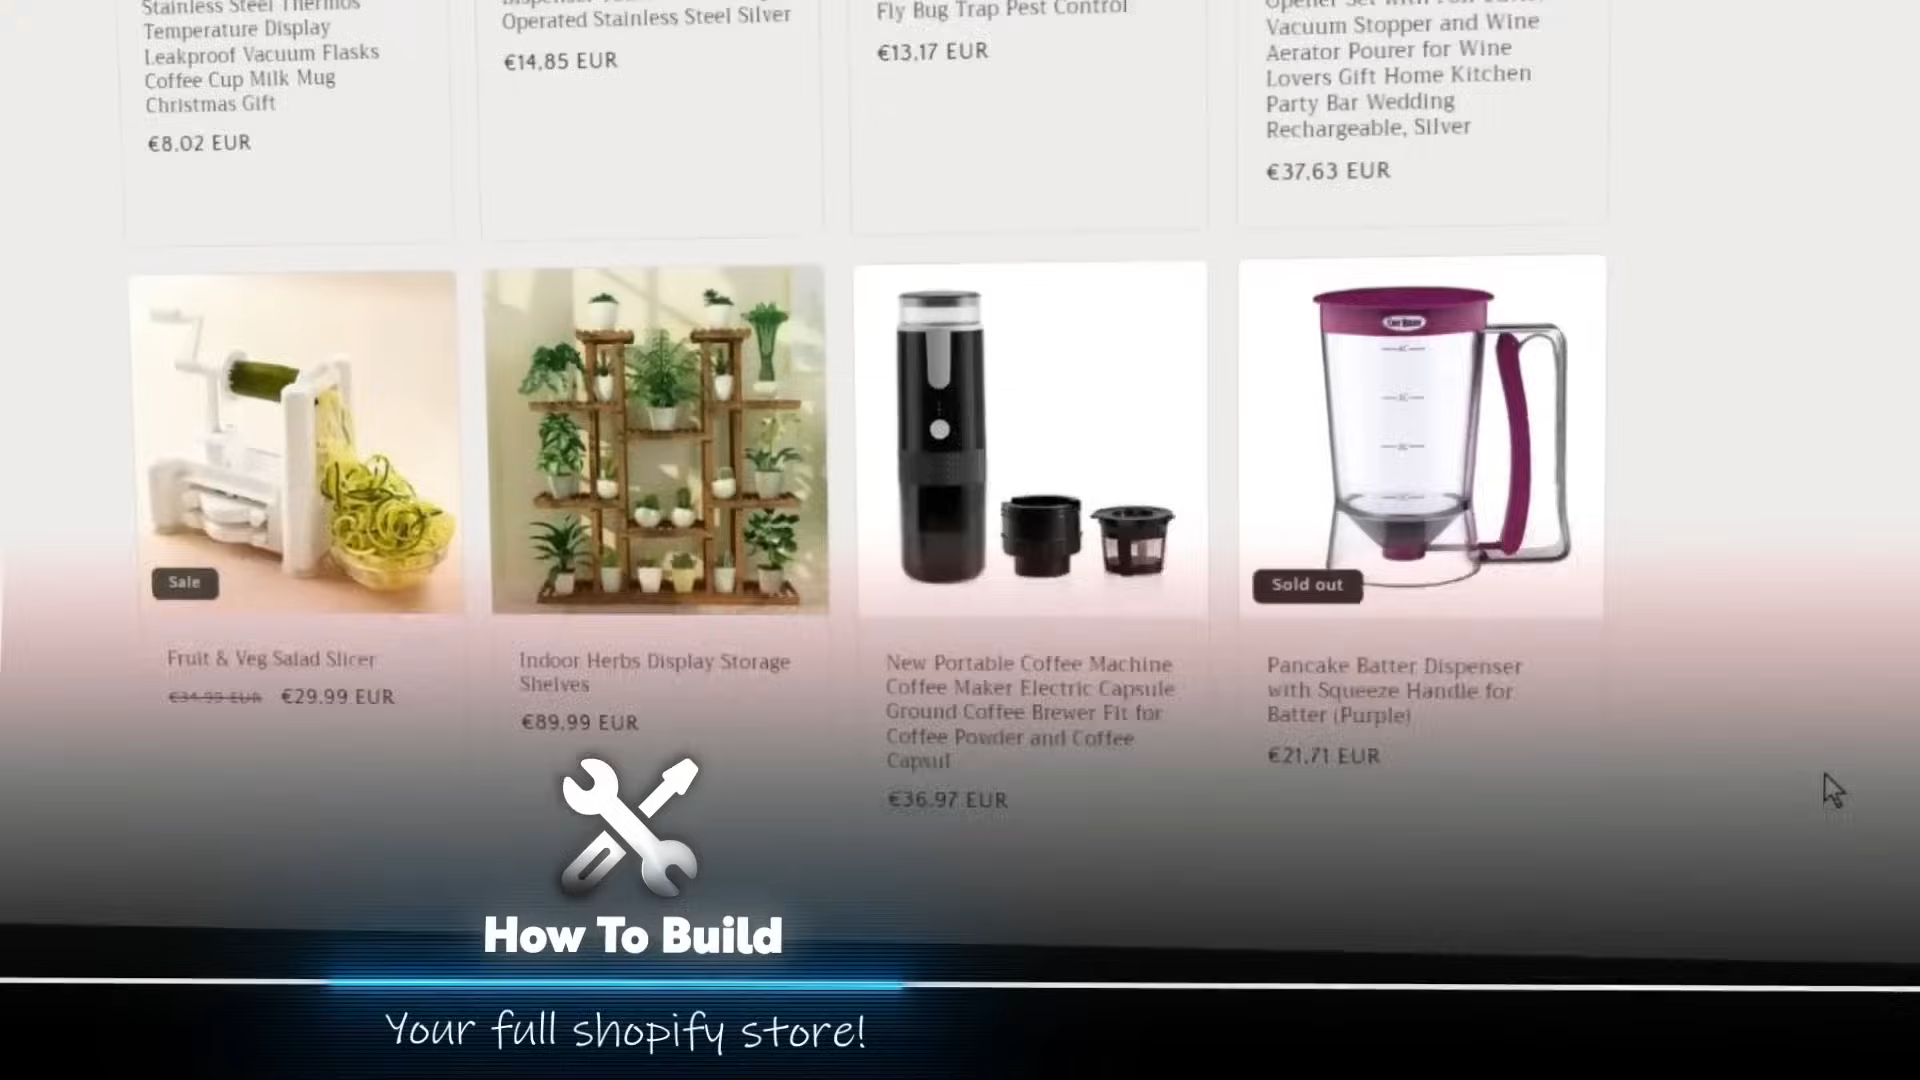 Stainless Steel Thermos
Temperature Display
Leakproof Vacuum Flasks
Coffee Cup Milk Mug
Christmas Gift
€8.02 EUR
Operated Stainless Steel Silver
€14,85 EUR
Fly Bug Trap Pest Control
€13,17 EUR
Vacuum Stopper and Wine
Aerator Pourer for Wine
Lovers Gift Home Kitchen
Party Bar Wedding
Rechargeable, Silver
€37,63 EUR
Sale
Fruit & Veg Salad Slicer
€34.99 EUR €29.99 EUR
Indoor Herbs Display Storage
Shelves
€89.99 EUR
New Portable Coffee Machine
Coffee Maker Electric Capsule
Ground Coffee Brewer Fit for
Coffee Powder and Coffee
Capsul
€36.97 EUR
Sold out
Pancake Batter Dispenser
with Squeeze Handle for
Batter (Purple)
€21,71 EUR
How To Build
Your full shopify store!